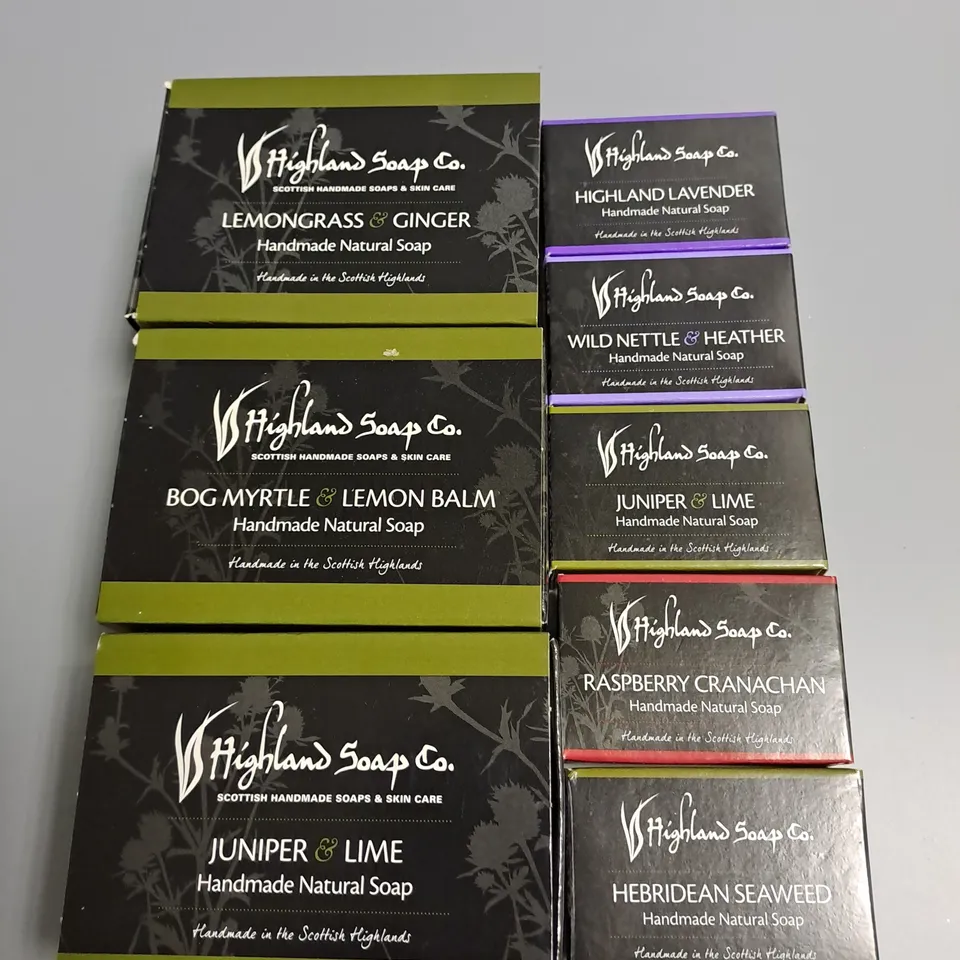 Highland Soap Co.
SCOTTISH HANDMADE SOAPS & SKIN CARE
LEMONGRASS & GINGER
Handmade Natural Soap
Handmade in the Scottish Highlands
Highland Soap Co.
SCOTTISH HANDMADE SOAPS & SKIN CARE
BOG MYRTLE & LEMON BALM
Handmade Natural Soap
Handmade in the Scottish Highlands
Highland Soap Co.
SCOTTISH HANDMADE SOAPS & SKIN CARE
JUNIPER & LIME
Handmade Natural Soap
Handmade in the Scottish Highlands
Highland Soap Co.
HIGHLAND LAVENDER
Handmade Natural Soap
Handmade in the Scottish Highlands
Highland Soap Co.
WILD NETTLE & HEATHER
Handmade Natural Soap
Handmade in the Scottish Highlands
Highland Soap Co.
JUNIPER & LIME
Handmade Natural Soap
Handmade in the Scottish Highlands
Highland Soap Co.
RASPBERRY CRANACHAN
Handmade Natural Soap
Handmade in the Scottish Highlands
Highland Soap Co.
HEBRIDEAN SEAWEED
Handmade Natural Soap
Handmade in the Scottish Highlands